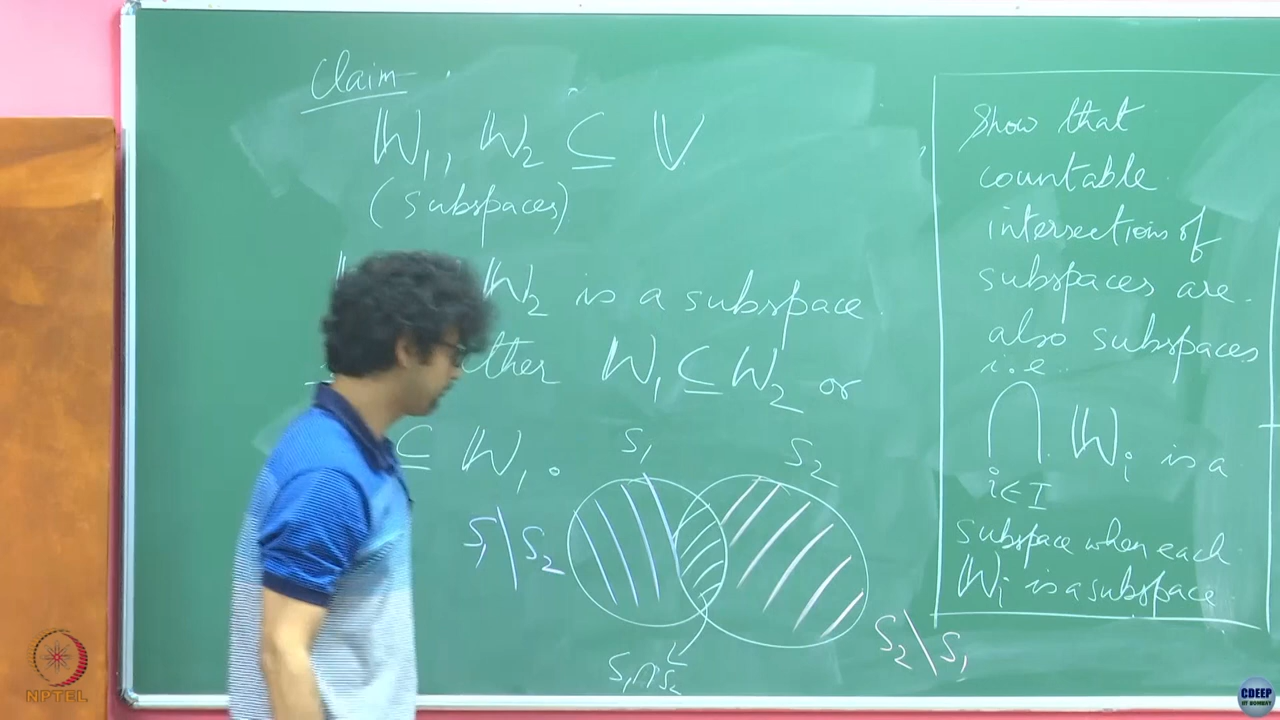 Claim
W₁, W₂ ⊆ V
(subspaces)
W₂ is a subspace
either W₁ ⊆ W₂ or
⊆ W₁.
S₁
S₂
S₁\S₂
S₂\S₁
S₁∩S₂
Show that
countable
intersections of
subspaces are
also subspaces
i.e.
∩ Wᵢ is a
i∈I
subspace when each
Wᵢ is a subspace
NPTEL
CDEEP
IIT BOMBAY